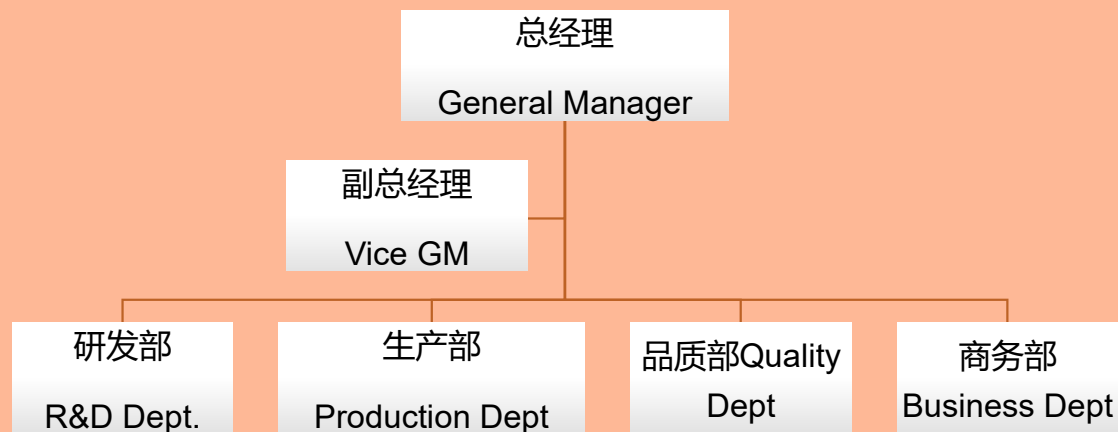 总经理
General Manager
副总经理
Vice GM
研发部
R&D Dept.
生产部
Production Dept
品质部Quality
Dept
商务部
Business Dept